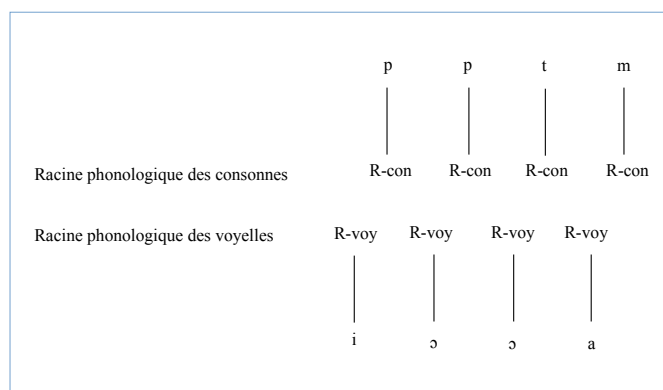 p p t m
Racine phonologique des consonnes R-con R-con R-con R-con
Racine phonologique des voyelles R-voy R-voy R-voy R-voy
i ɔ ɔ a